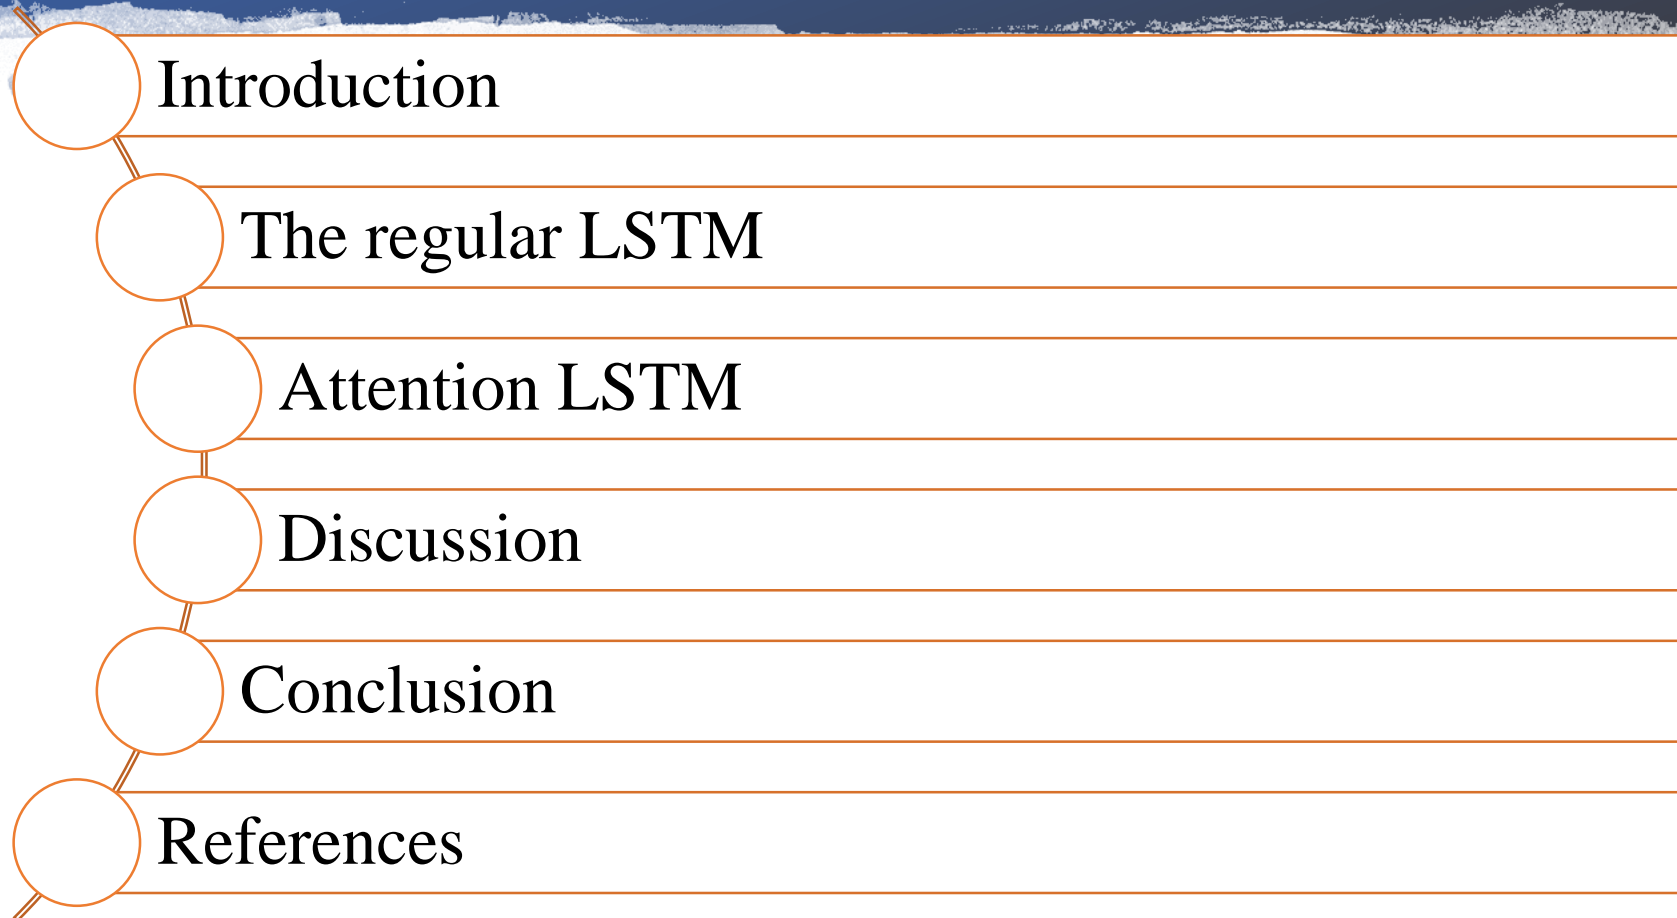 Introduction
The regular LSTM
Attention LSTM
Discussion
Conclusion
References